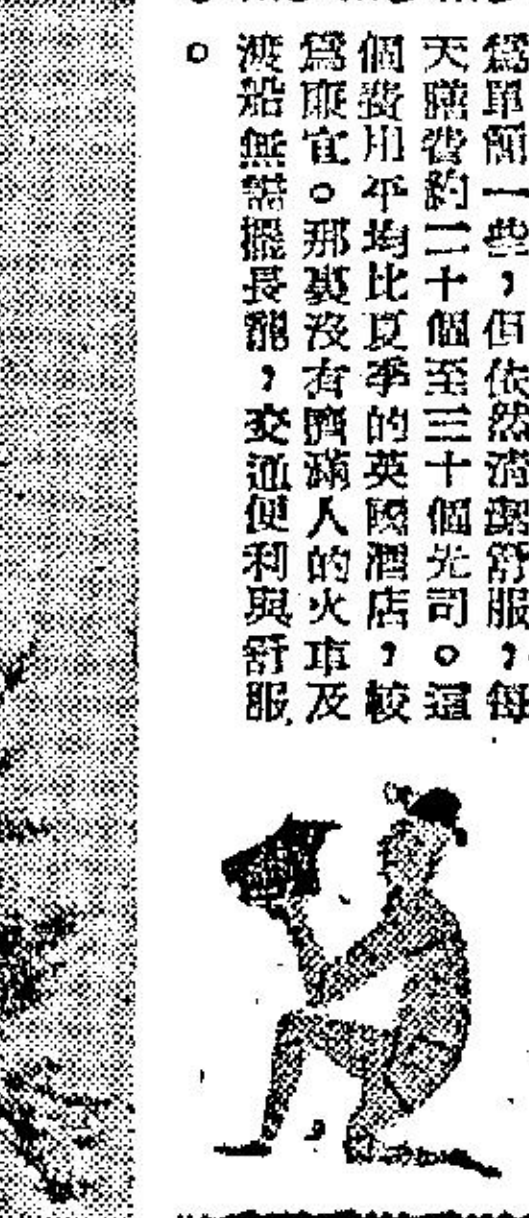 爲單簡一些，但依然清潔舒服，每
天膳費約二十個至三十個先司。這
個費用平均比夏季的英國酒店，較
爲廉宜。那裏沒有擠滿人的火車及
渡船無需擺長龍，交通便利與舒服
。